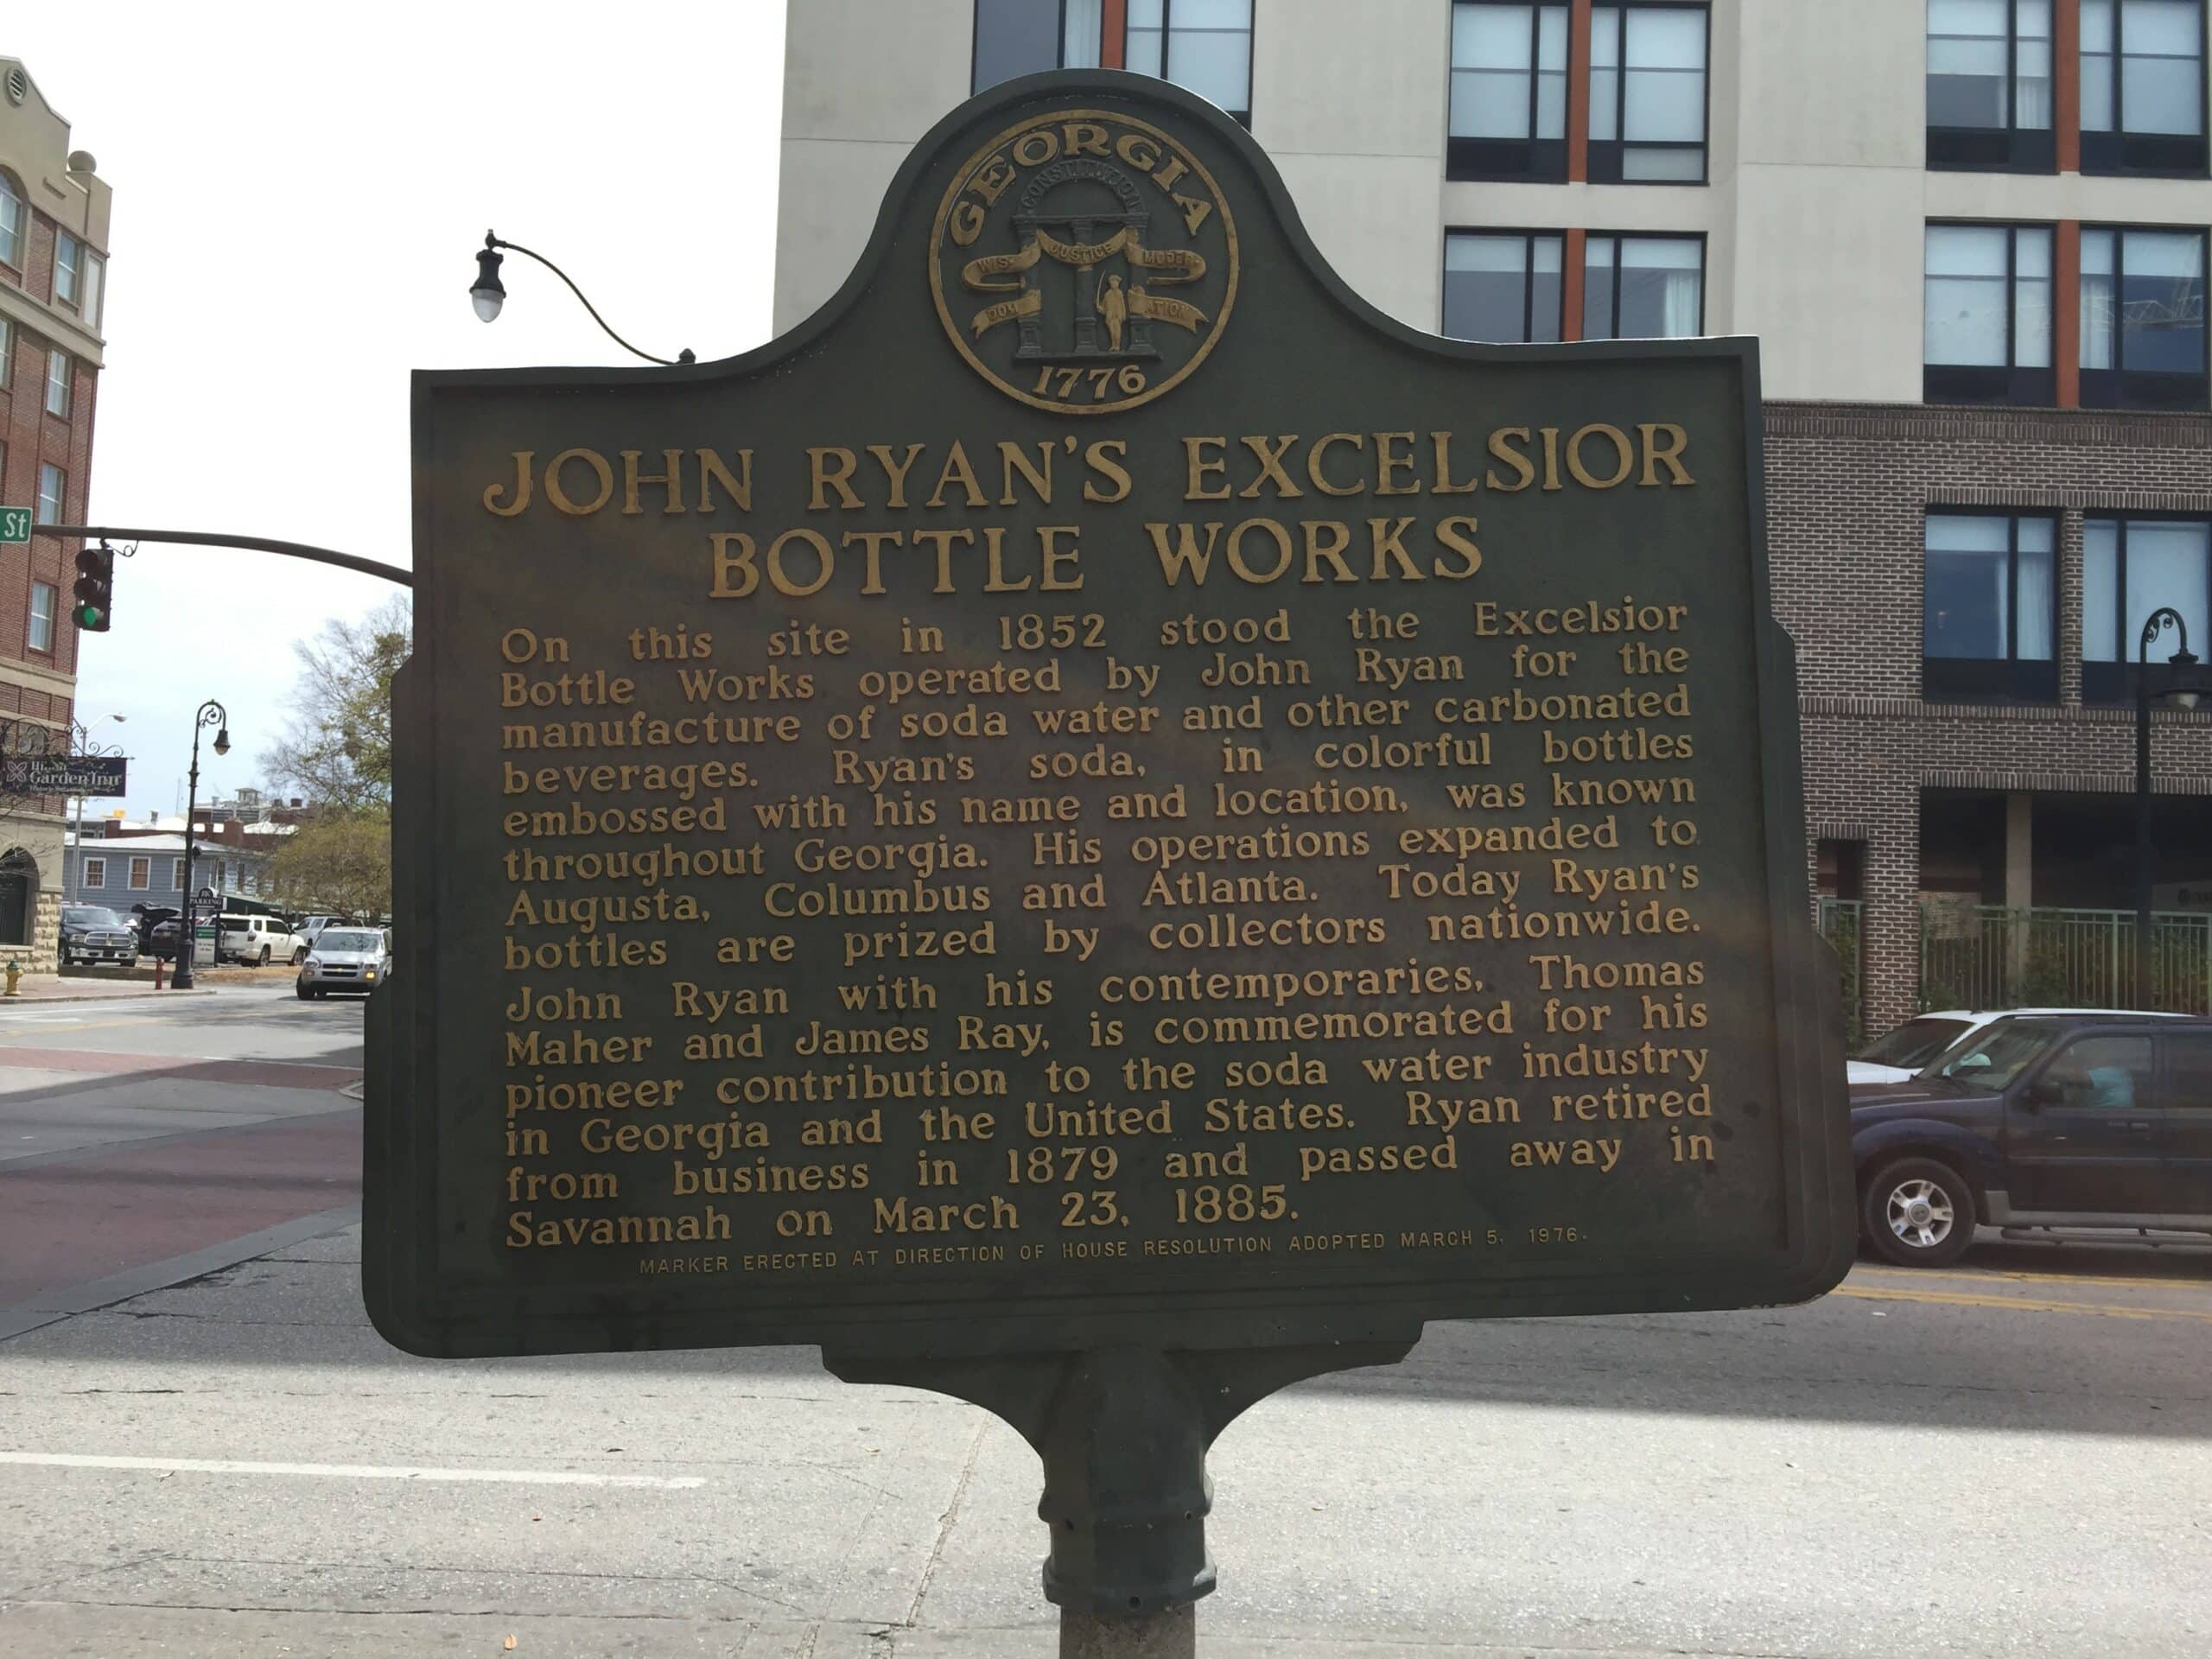 GEORGIA
CONSTITUTION
JUSTICE
WIS- MODER-
DOM ATION
1776
JOHN RYAN'S EXCELSIOR
BOTTLE WORKS
On this site in 1852 stood the Excelsior
Bottle Works operated by John Ryan for the
manufacture of soda water and other carbonated
beverages. Ryan's soda, in colorful bottles
embossed with his name and location, was known
throughout Georgia. His operations expanded to
Augusta, Columbus and Atlanta. Today Ryan's
bottles are prized by collectors nationwide.
John Ryan with his contemporaries, Thomas
Maher and James Ray, is commemorated for his
pioneer contribution to the soda water industry
in Georgia and the United States. Ryan retired
from business in 1879 and passed away in
Savannah on March 23, 1885.
MARKER ERECTED AT DIRECTION OF HOUSE RESOLUTION ADOPTED MARCH 5, 1976.
St
Garden Inn
PARKING